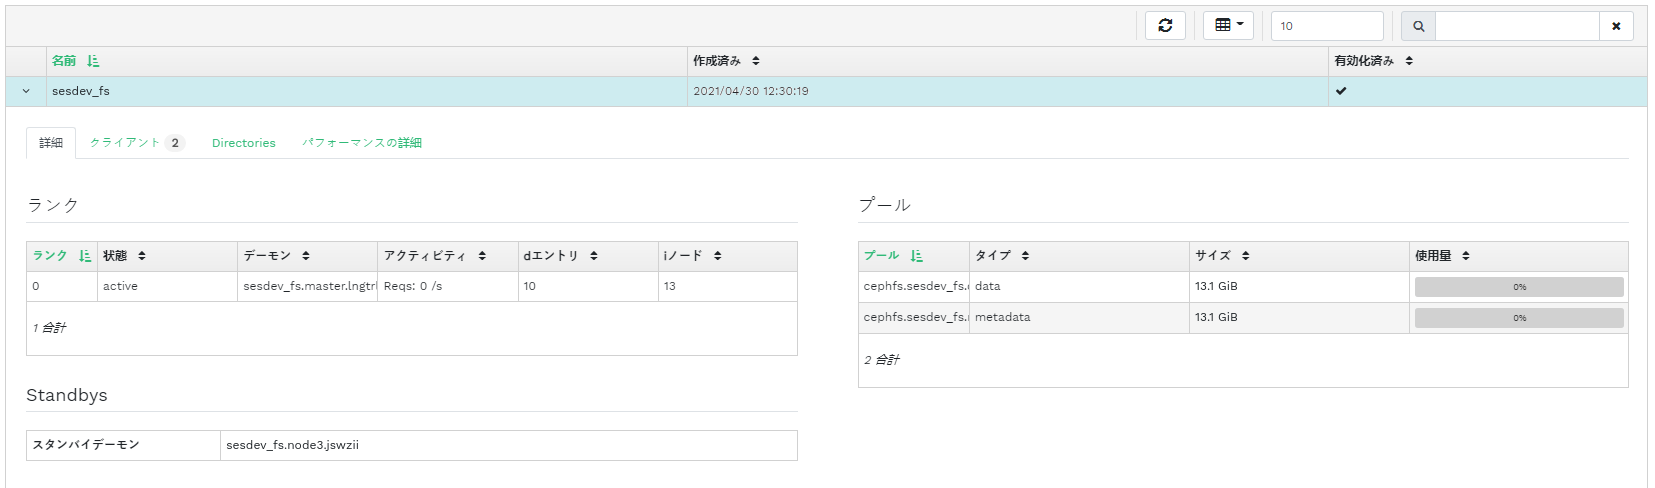 10
名前 作成済み 有効化済み
sesdev_fs 2021/04/30 12:30:19
詳細 クライアント 2 Directories パフォーマンスの詳細
ランク
ランク 状態 デーモン アクティビティ dエントリ iノード
0 active sesdev_fs.master.lngtr Reqs: 0 /s 10 13
1 合計
Standbys
スタンバイデーモン sesdev_fs.node3.jswzii
プール
プール タイプ サイズ 使用量
cephfs.sesdev_fs. data 13.1 GiB 0%
cephfs.sesdev_fs. metadata 13.1 GiB 0%
2 合計